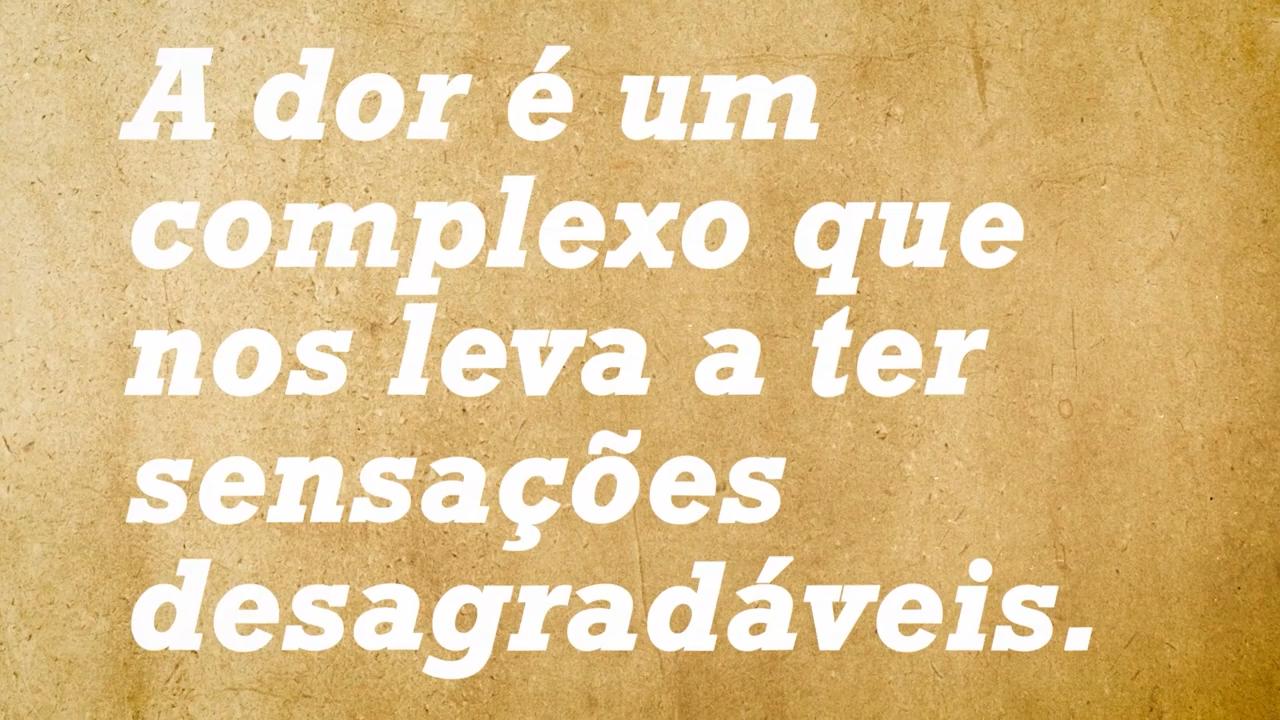 A dor é um
complexo que
nos leva a ter
sensações
desagradáveis.